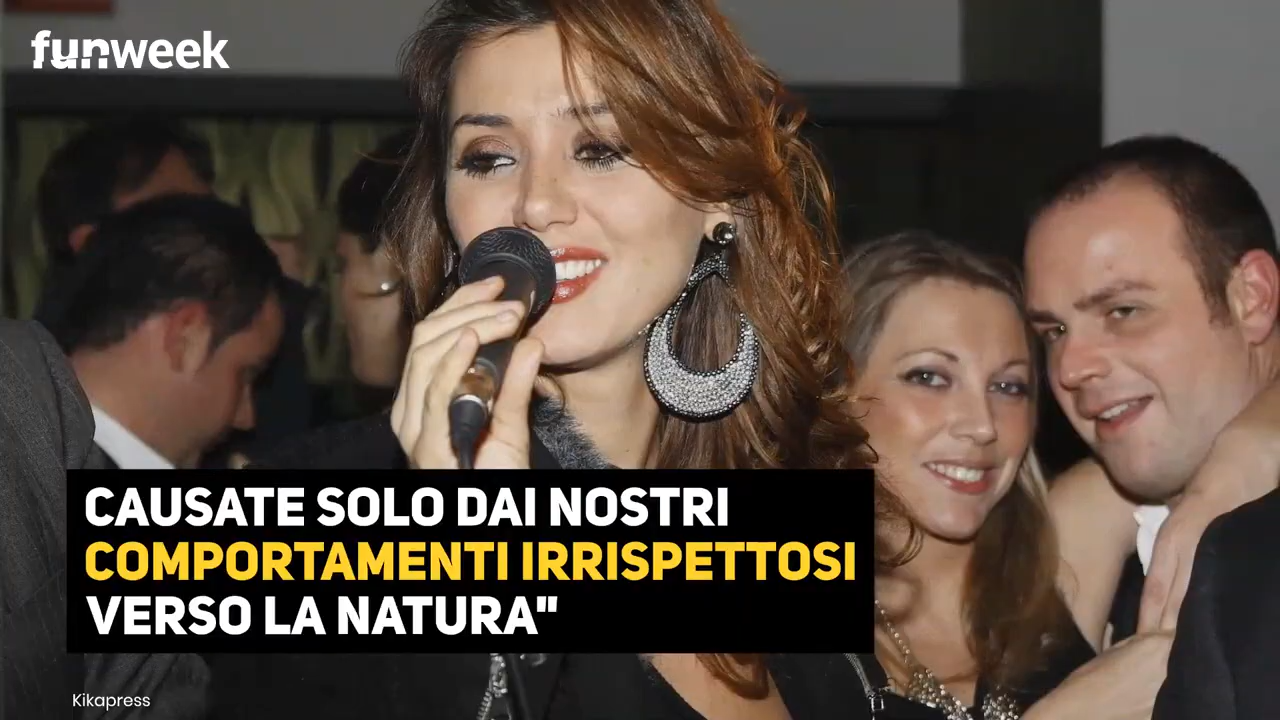 funweek
CAUSATE SOLO DAI NOSTRI
COMPORTAMENTI IRRISPETTOSI
VERSO LA NATURA"
Kikapress